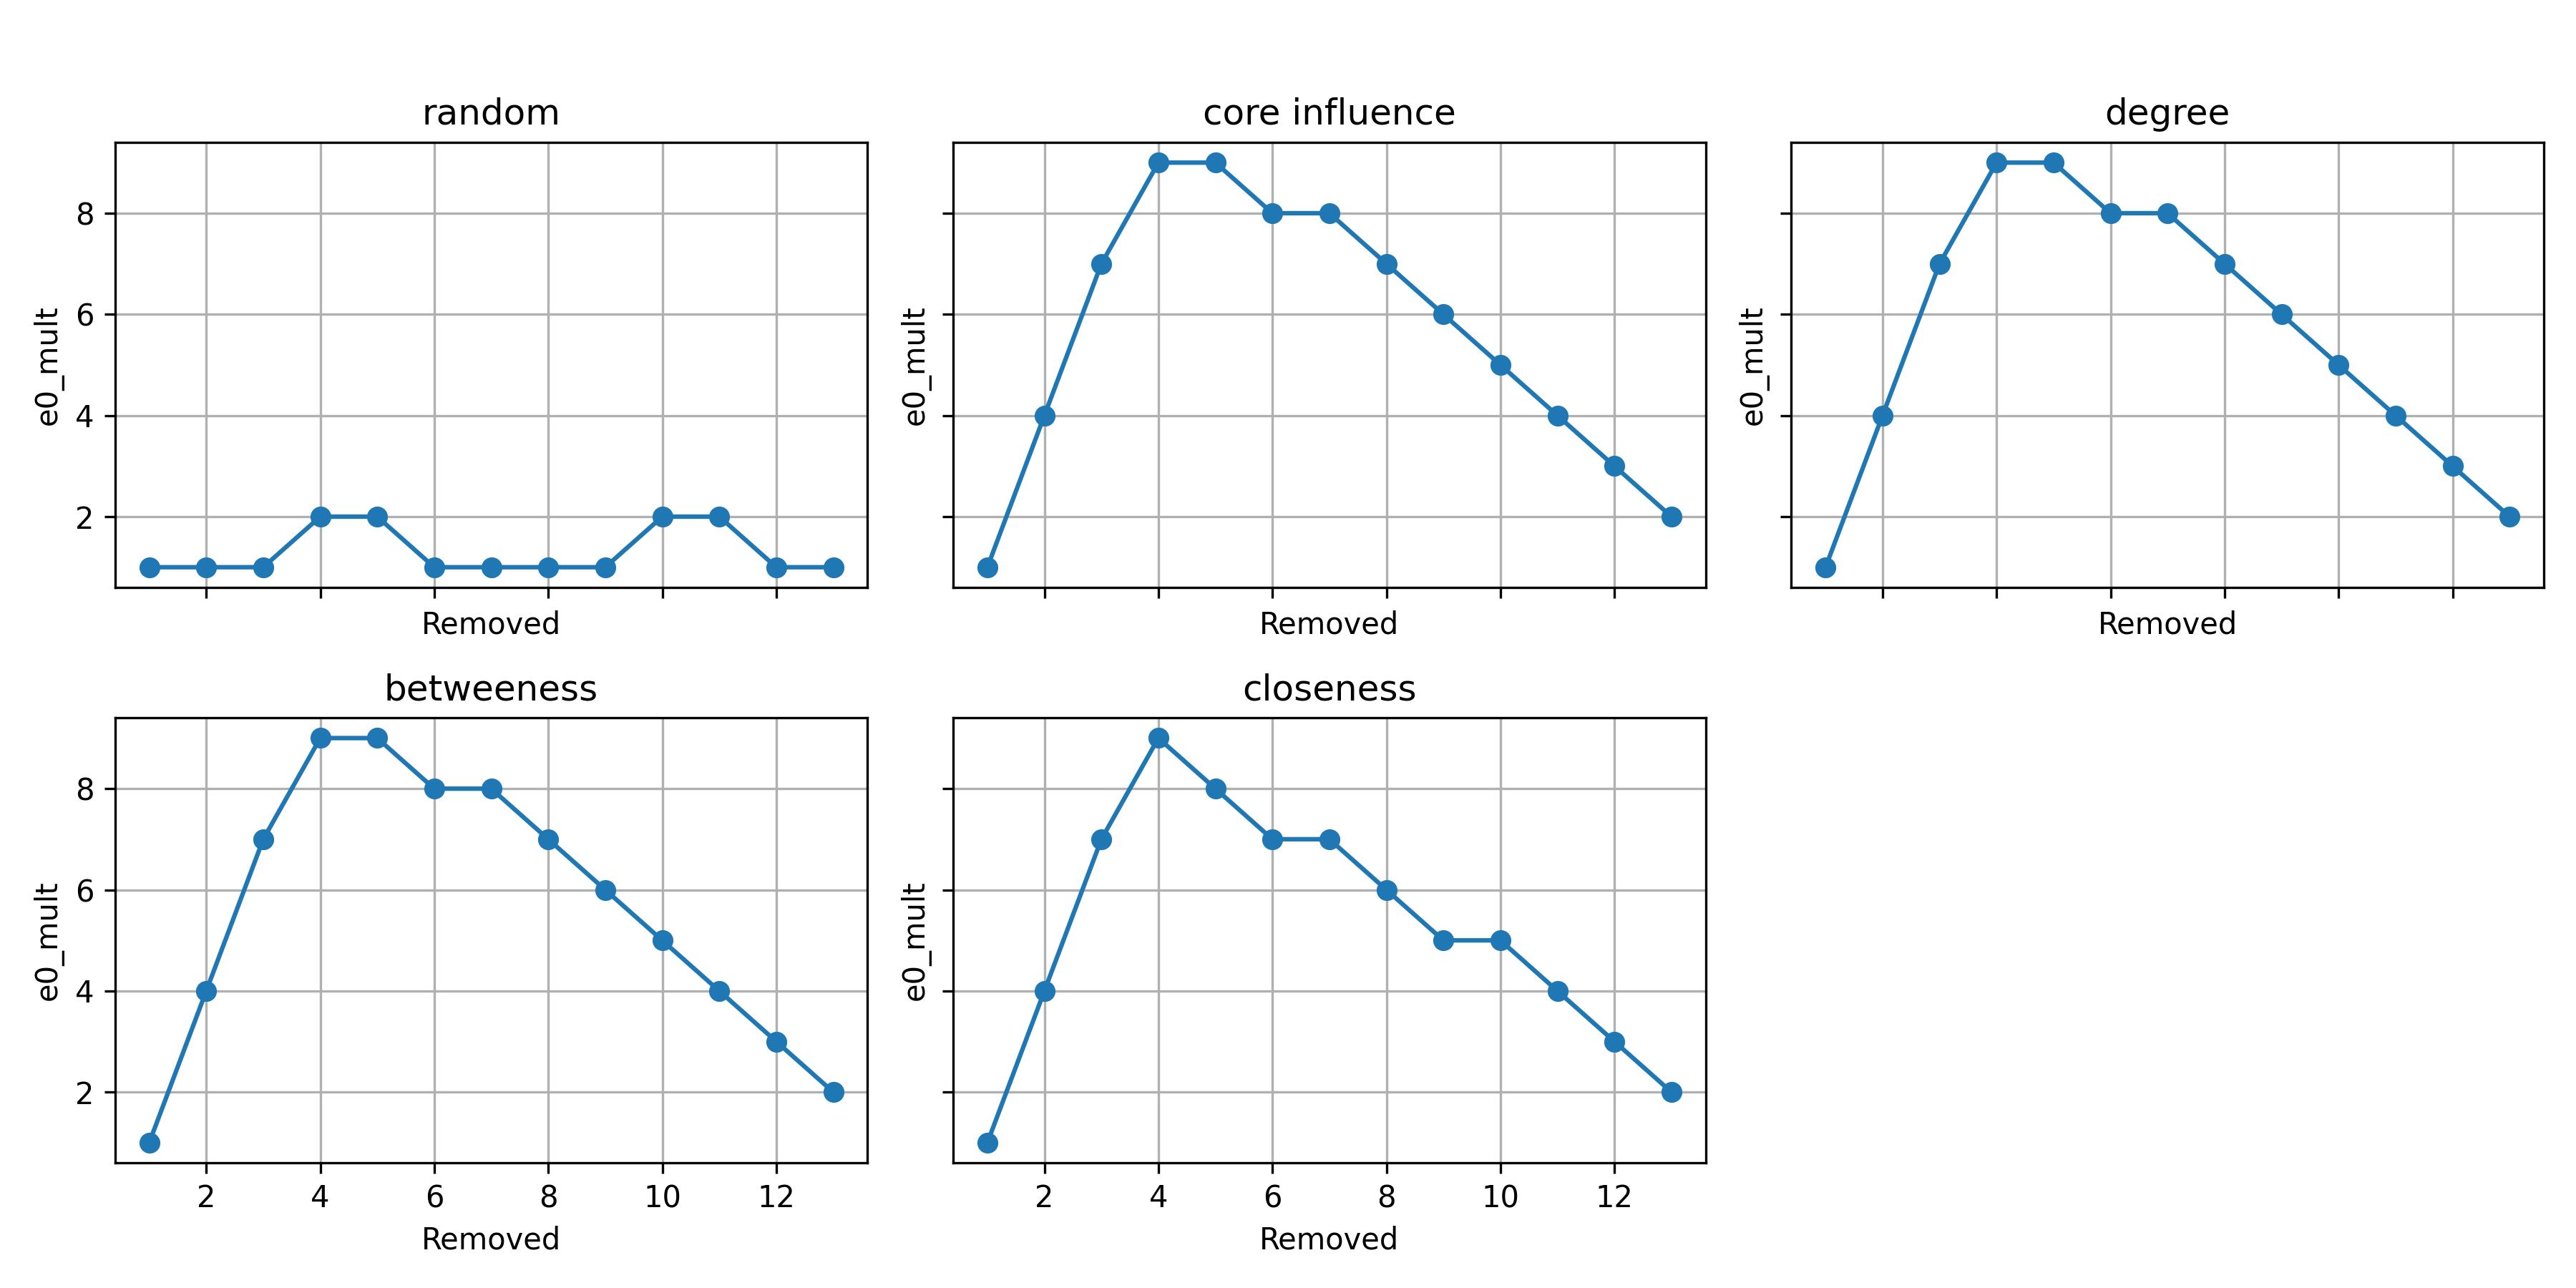 random
core influence
degree
8
6
4
2
e0_mult
e0_mult
e0_mult
Removed
Removed
Removed
betweeness
closeness
8
6
4
2
e0_mult
e0_mult
2 4 6 8 10 12
2 4 6 8 10 12
Removed
Removed